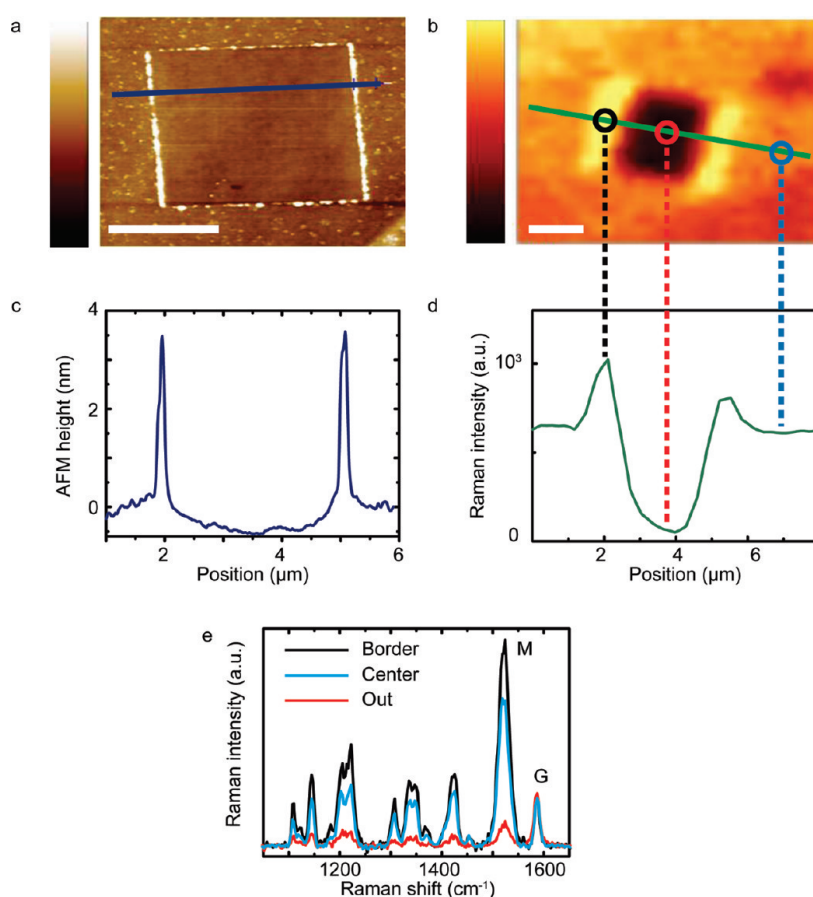 a
b
c
4
3
2
0
AFM height (nm)
2
4
6
Position (µm)
d
10³
0
Raman intensity (a.u.)
2
4
6
Position (µm)
e
Border
Center
Out
M
G
Raman intensity (a.u.)
1200
1400
1600
Raman shift (cm⁻¹)